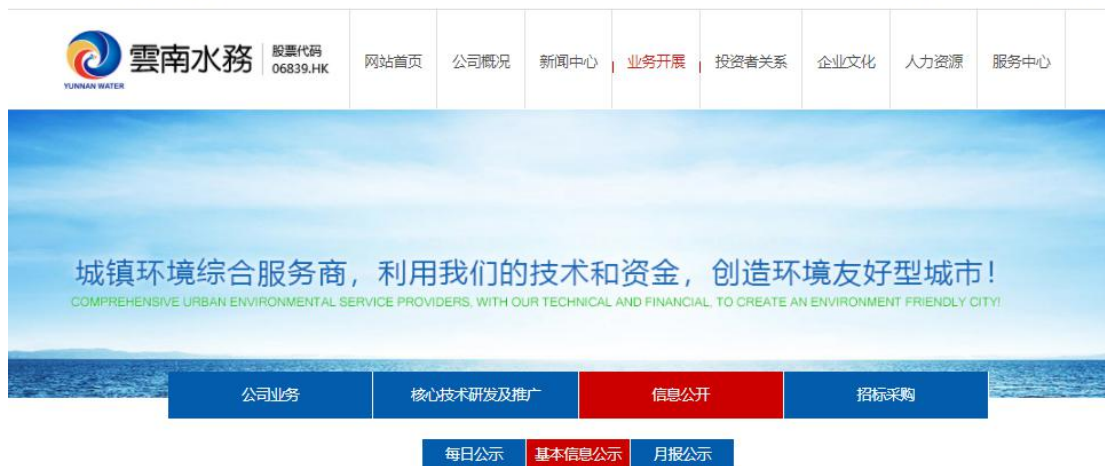 雲南水務
股票代码
06839.HK
YUNNAN WATER
网站首页 公司概况 新闻中心 业务开展 投资者关系 企业文化 人力资源 服务中心
城镇环境综合服务商，利用我们的技术和资金，创造环境友好型城市！
COMPREHENSIVE URBAN ENVIRONMENTAL SERVICE PROVIDERS, WITH OUR TECHNICAL AND FINANCIAL, TO CREATE AN ENVIRONMENT FRIENDLY CITY!
公司业务 核心技术研发及推广 信息公开 招标采购
每日公示 基本信息公示 月报公示